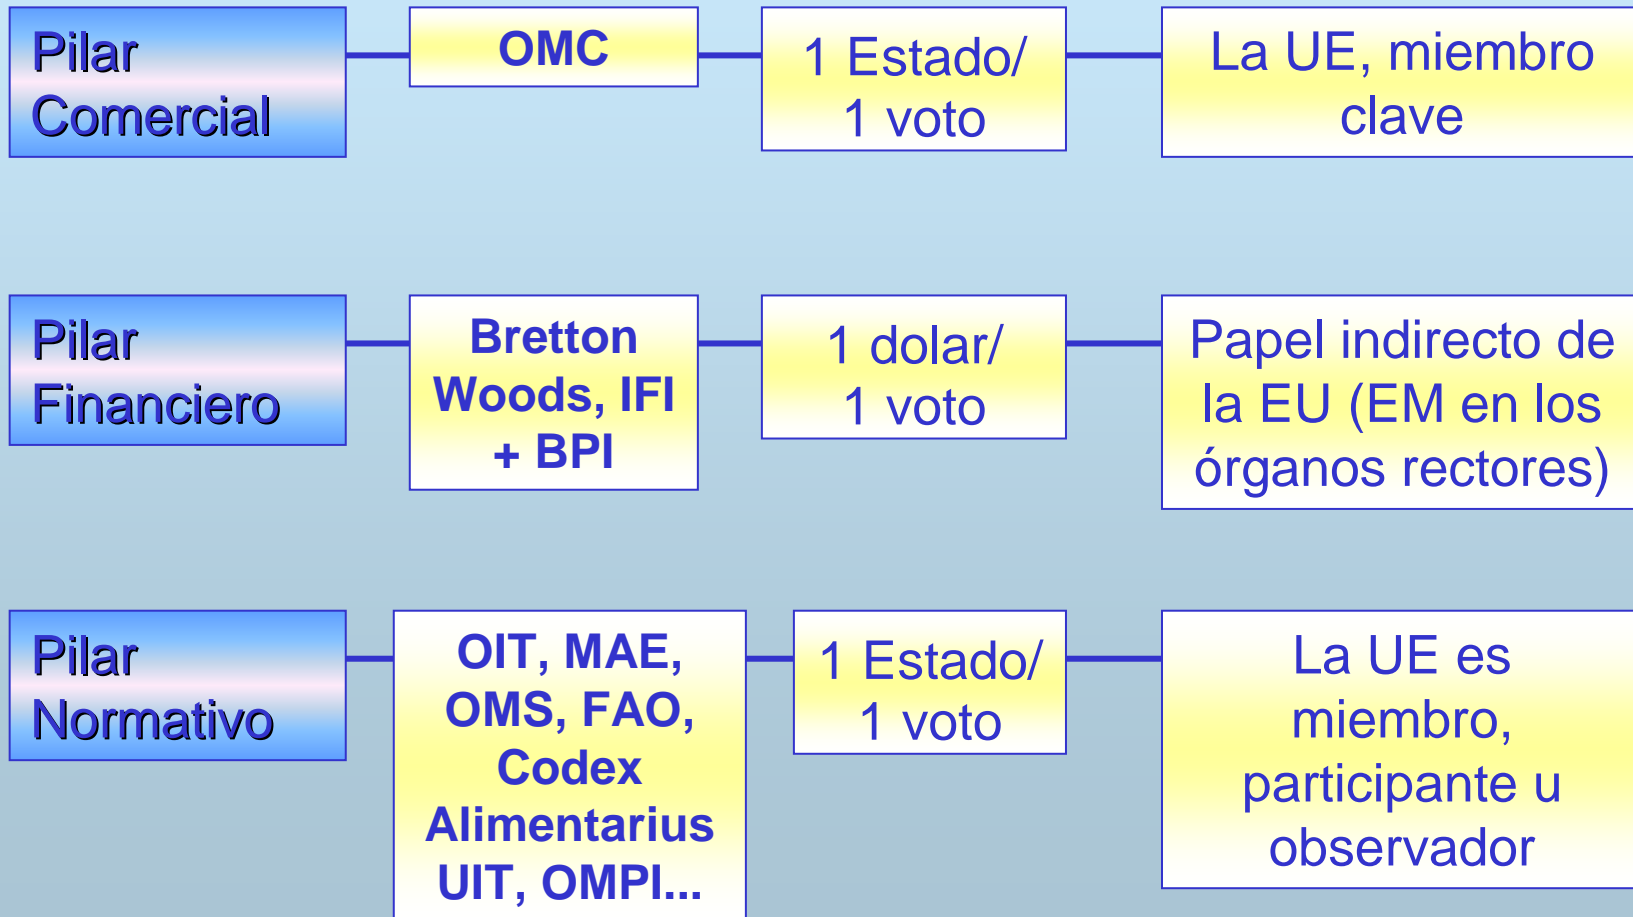 Pilar
Comercial
OMC
1 Estado/
1 voto
La UE, miembro
clave
Pilar
Financiero
Bretton
Woods, IFI
+ BPI
1 dolar/
1 voto
Papel indirecto de
la EU (EM en los
órganos rectores)
Pilar
Normativo
OIT, MAE,
OMS, FAO,
Codex
Alimentarius
UIT, OMPI...
1 Estado/
1 voto
La UE es
miembro,
participante u
observador